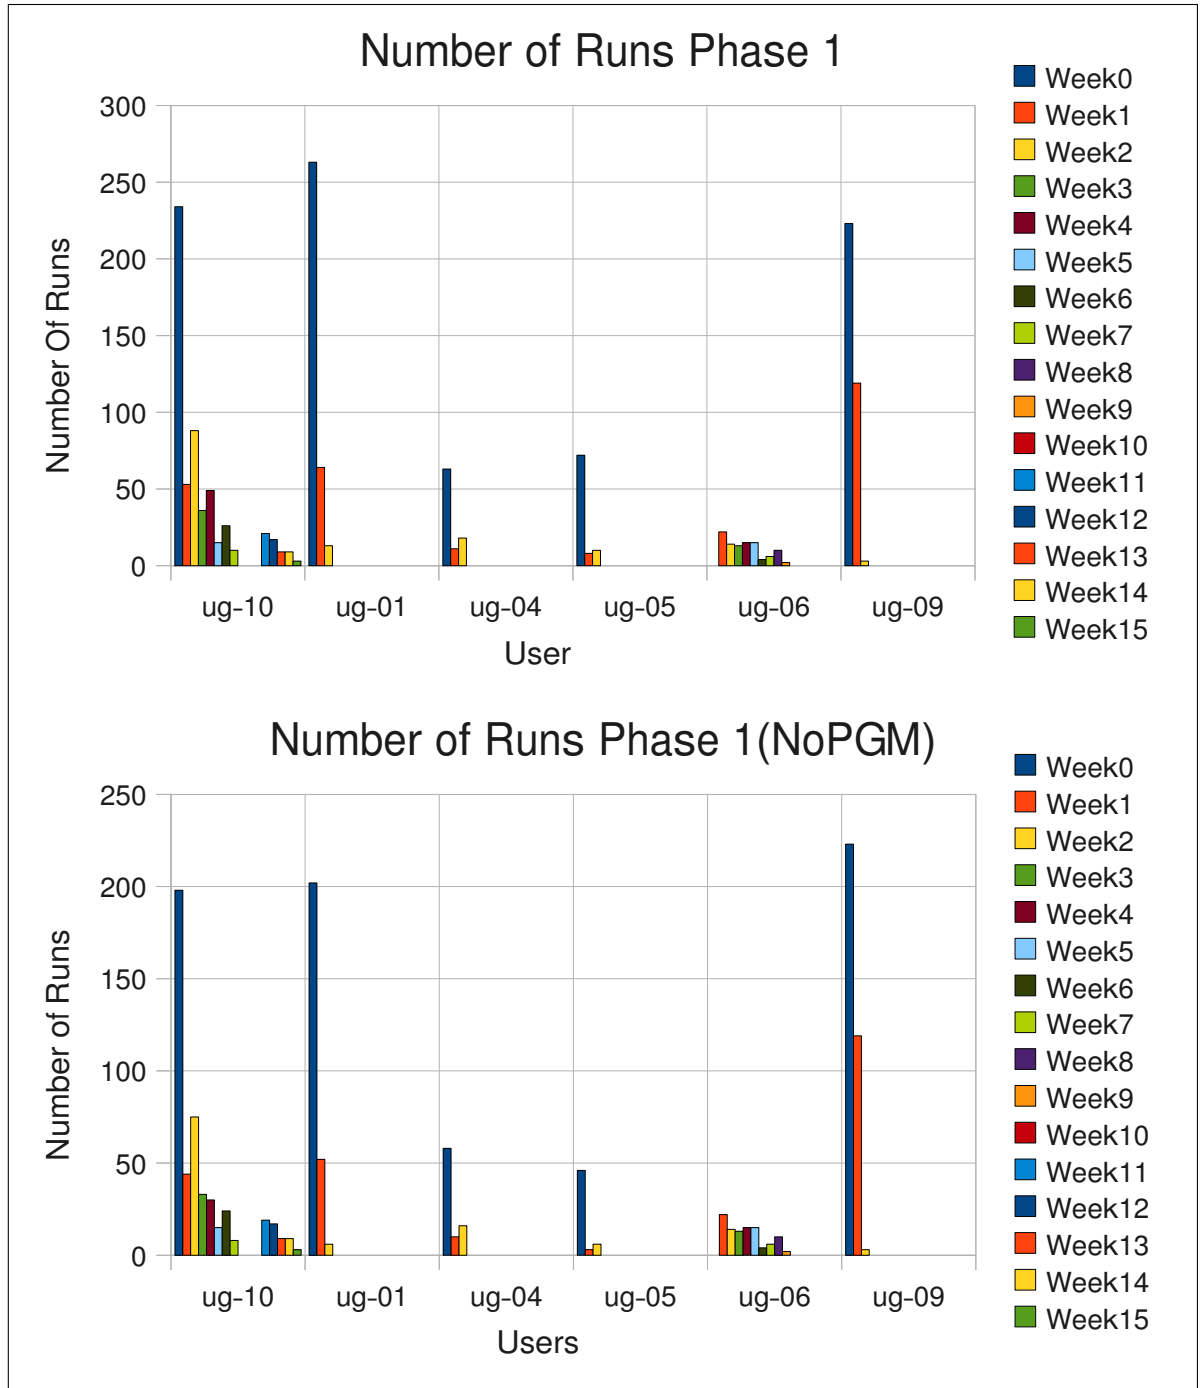 Number of Runs Phase 1
Number Of Runs
300
250
200
150
100
50
0
ug-10 ug-01 ug-04 ug-05 ug-06 ug-09
User
Week0
Week1
Week2
Week3
Week4
Week5
Week6
Week7
Week8
Week9
Week10
Week11
Week12
Week13
Week14
Week15
Number of Runs Phase 1(NoPGM)
Number of Runs
250
200
150
100
50
0
ug-10 ug-01 ug-04 ug-05 ug-06 ug-09
Users
Week0
Week1
Week2
Week3
Week4
Week5
Week6
Week7
Week8
Week9
Week10
Week11
Week12
Week13
Week14
Week15